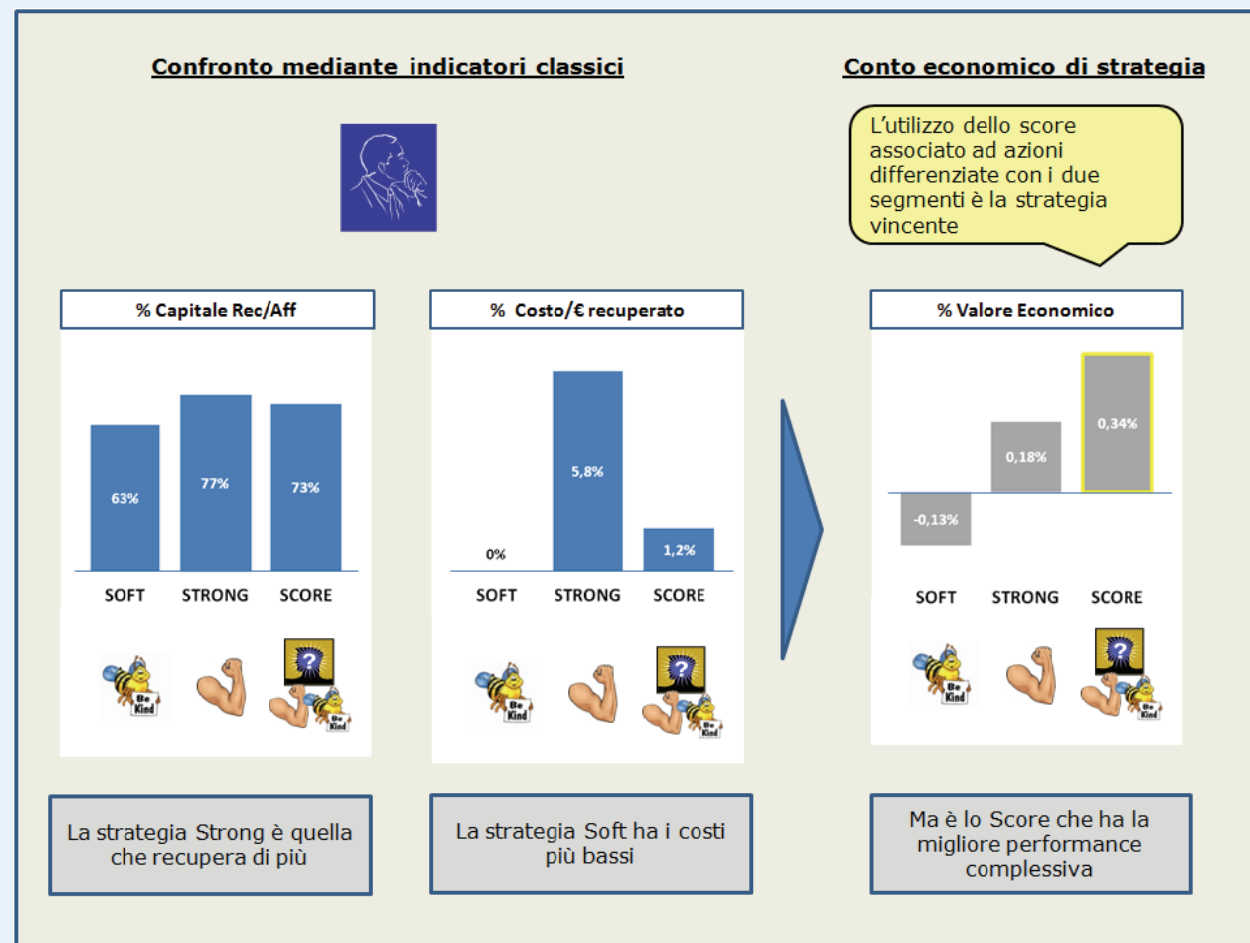 Confronto mediante indicatori classici
Conto economico di strategia
L'utilizzo dello score
associato ad azioni
differenziate con i due
segmenti è la strategia
vincente
% Capitale Rec/Aff
63%
77%
73%
SOFT STRONG SCORE
?
Be
Kind
Be
Kind
% Costo/€ recuperato
0%
5,8%
1,2%
SOFT STRONG SCORE
?
Be
Kind
Be
Kind
% Valore Economico
-0,13%
0,18%
0,34%
SOFT STRONG SCORE
?
Be
Kind
Be
Kind
La strategia Strong è quella
che recupera di più
La strategia Soft ha i costi
più bassi
Ma è lo Score che ha la
migliore performance
complessiva